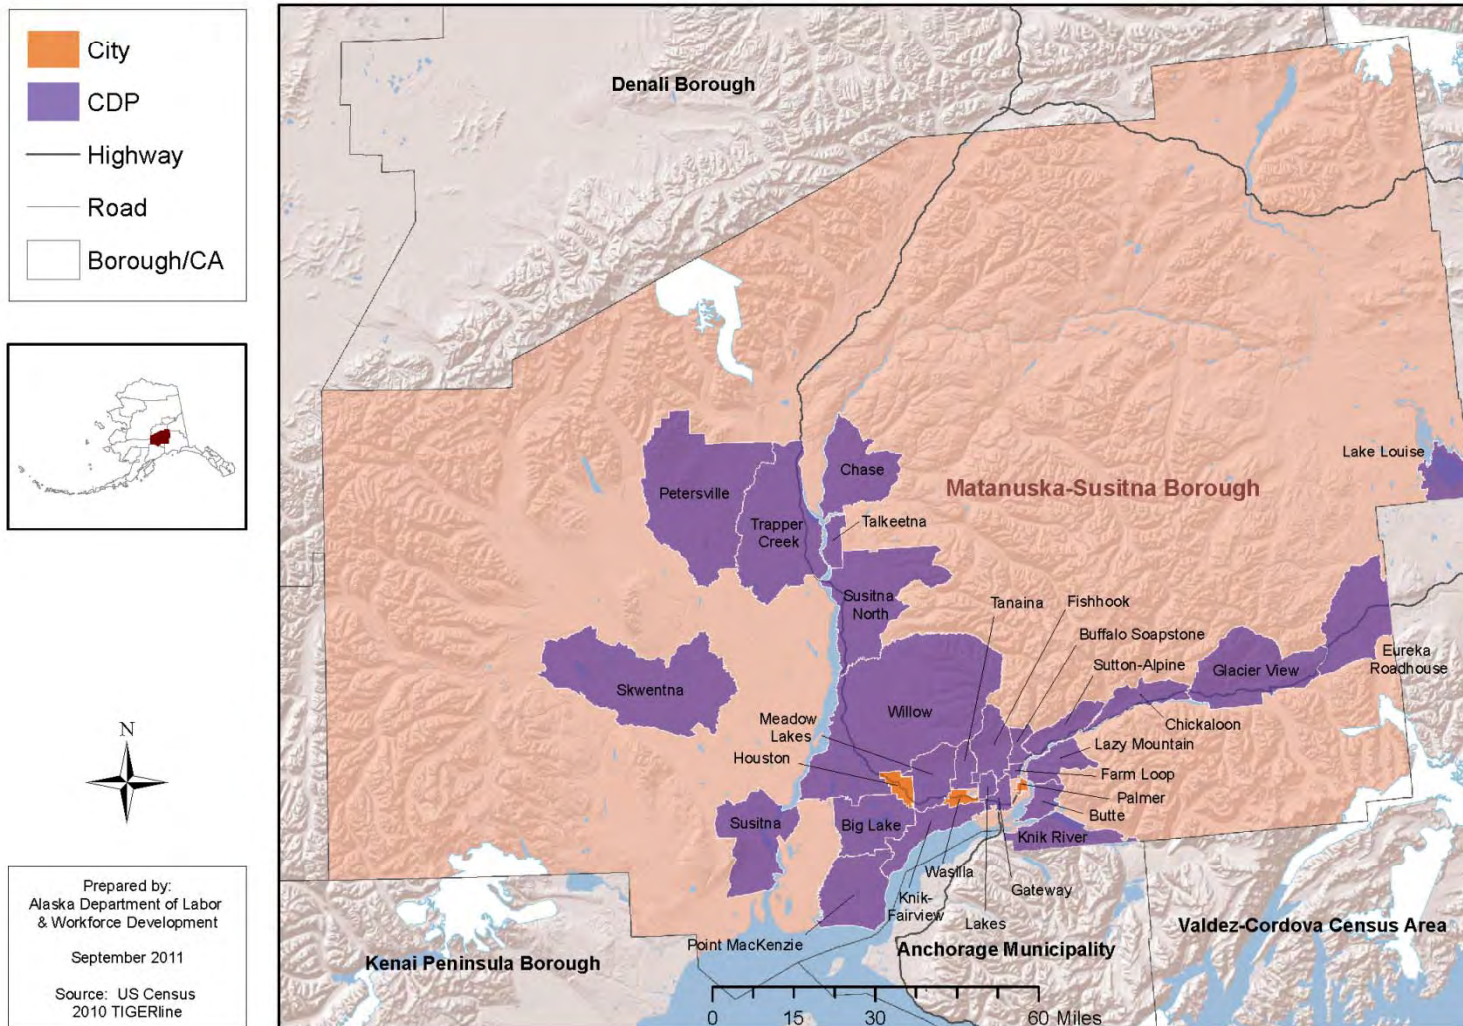 City
CDP
Highway
Road
Borough/CA
N
Prepared by:
Alaska Department of Labor
& Workforce Development
September 2011
Source: US Census
2010 TIGERline
Denali Borough
Matanuska-Susitna Borough
Lake Louise
Petersville
Trapper
Creek
Chase
Talkeetna
Susitna
North
Tanaina
Fishhook
Buffalo Soapstone
Sutton-Alpine
Glacier View
Eureka
Roadhouse
Skwentna
Willow
Chickaloon
Meadow
Lakes
Houston
Lazy Mountain
Farm Loop
Palmer
Butte
Susitna
Big Lake
Knik River
Wasilla
Gateway
Knik-
Fairview
Lakes
Point MacKenzie
Anchorage Municipality
Valdez-Cordova Census Area
Kenai Peninsula Borough
0 15 30 60 Miles